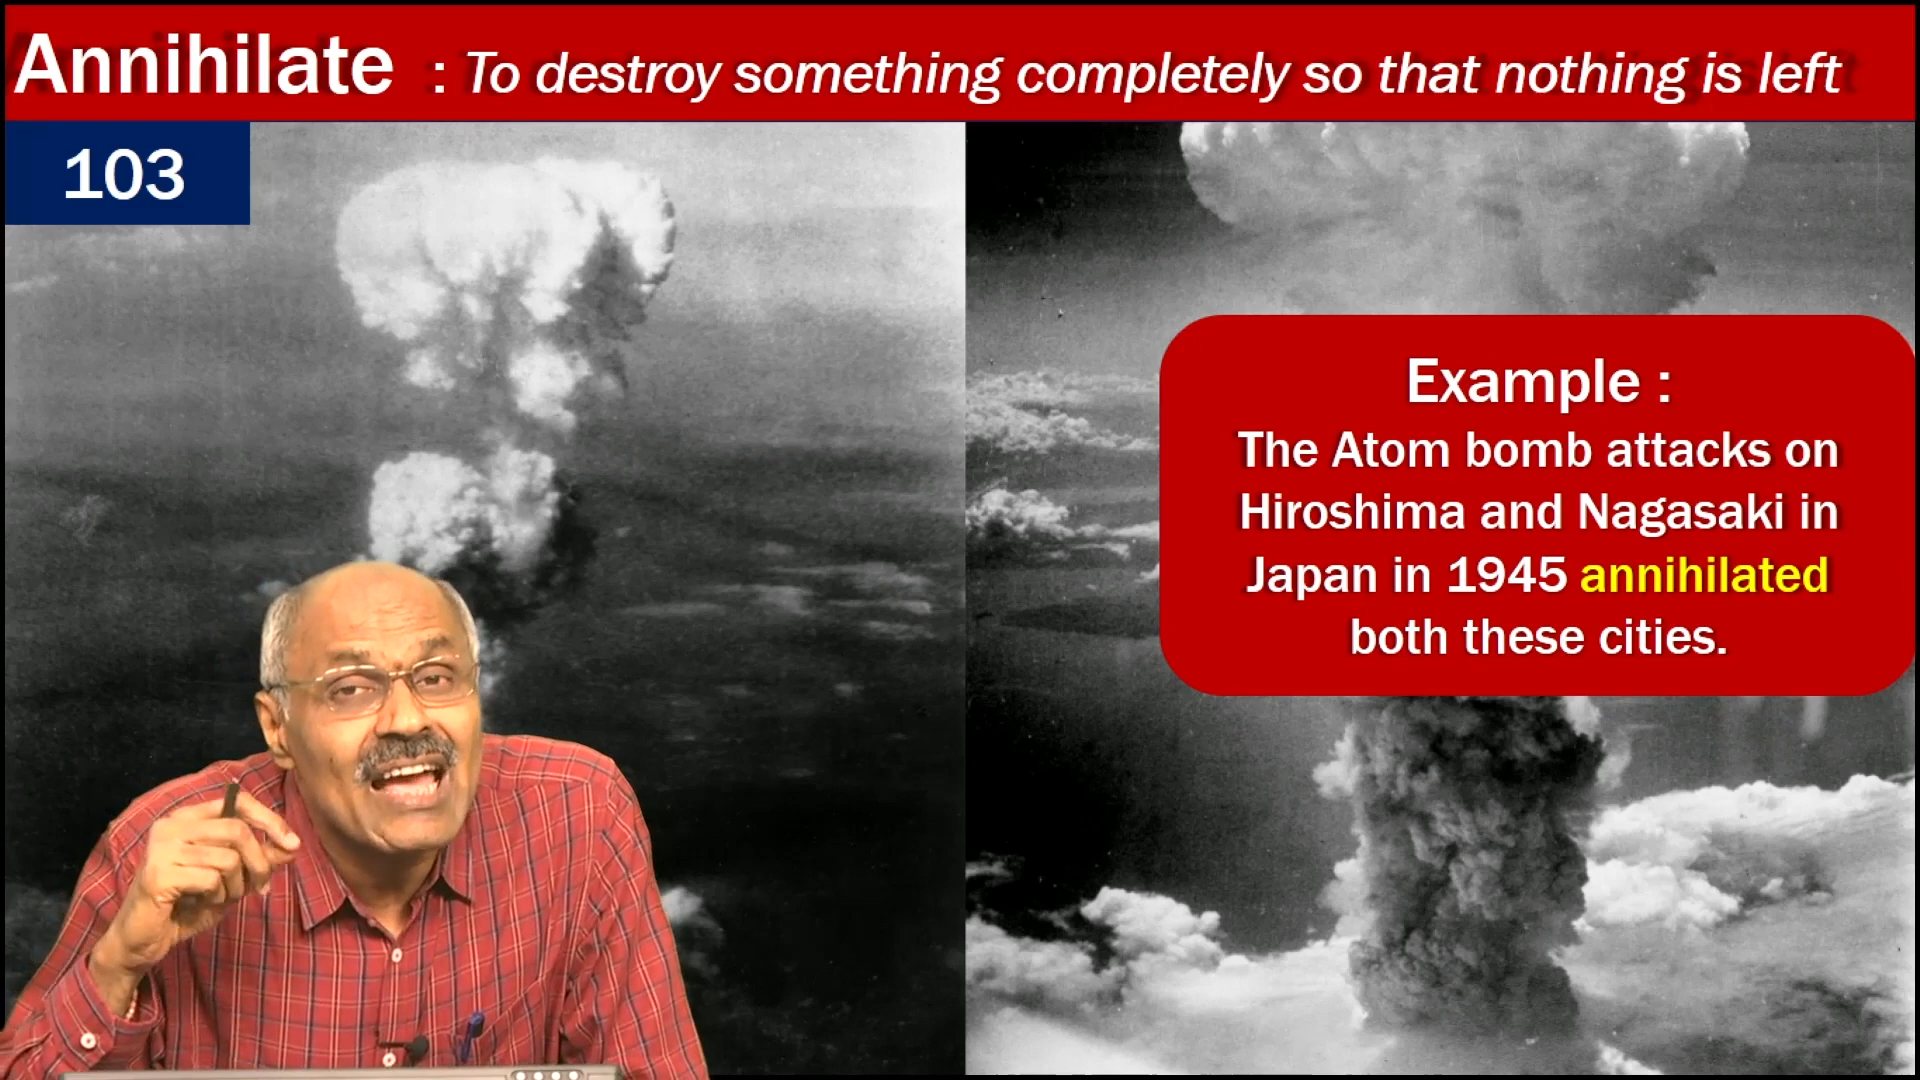 Annihilate : To destroy something completely so that nothing is left
103
Example :
The Atom bomb attacks on
Hiroshima and Nagasaki in
Japan in 1945 annihilated
both these cities.